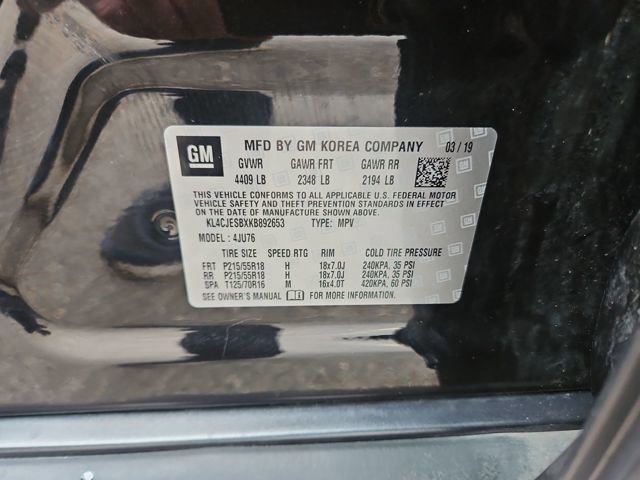 GM
MFD BY GM KOREA COMPANY 03/19
GVWR GAWR FRT GAWR RR
4409 LB 2348 LB 2194 LB
THIS VEHICLE CONFORMS TO ALL APPLICABLE U.S. FEDERAL MOTOR
VEHICLE SAFETY AND THEFT PREVENTION STANDARDS IN EFFECT
ON THE DATE OF MANUFACTURE SHOWN ABOVE.
KL4CJESBXKB892653 TYPE: MPV
MODEL: 4JU76
TIRE SIZE SPEED RTG RIM COLD TIRE PRESSURE
FRT P215/55R18 H 18x7.0J 240KPA, 35 PSI
RR P215/55R18 H 18x7.0J 240KPA, 35 PSI
SPA T125/70R16 M 16x4.0T 420KPA, 60 PSI
SEE OWNER'S MANUAL FOR MORE INFORMATION.